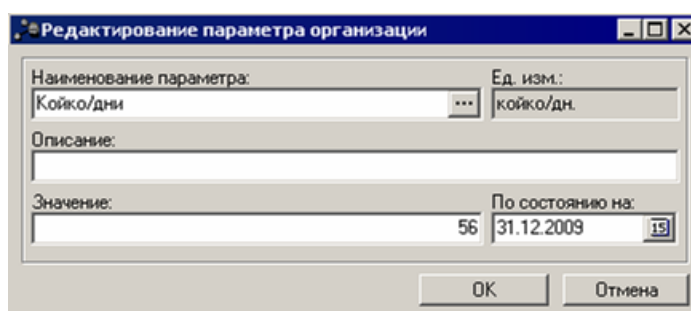 Редактирование параметра организации
Наименование параметра: Ед. изм.:
Койко/дни ... койко/дн.
Описание:
Значение: По состоянию на:
56 31.12.2009 15
OK Отмена